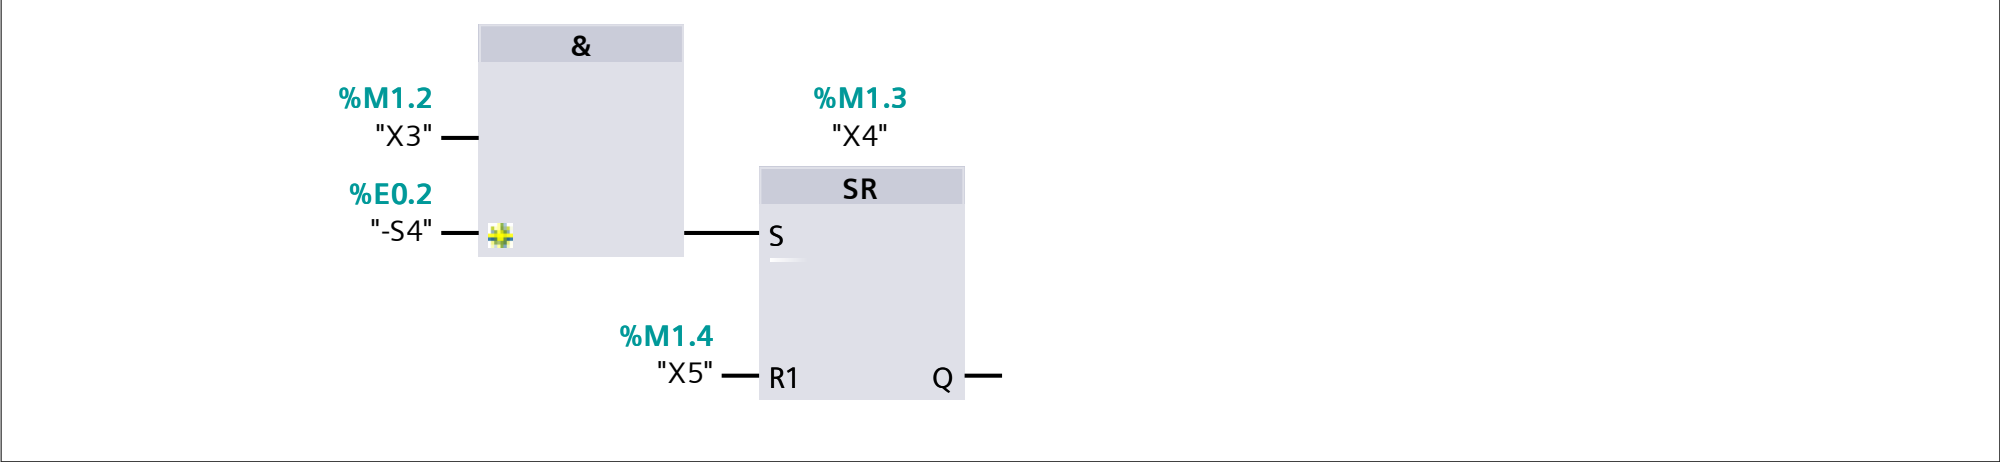 &
%M1.2
"X3"
%E0.2
"-S4"
%M1.3
"X4"
SR
S
%M1.4
"X5"
R1
Q